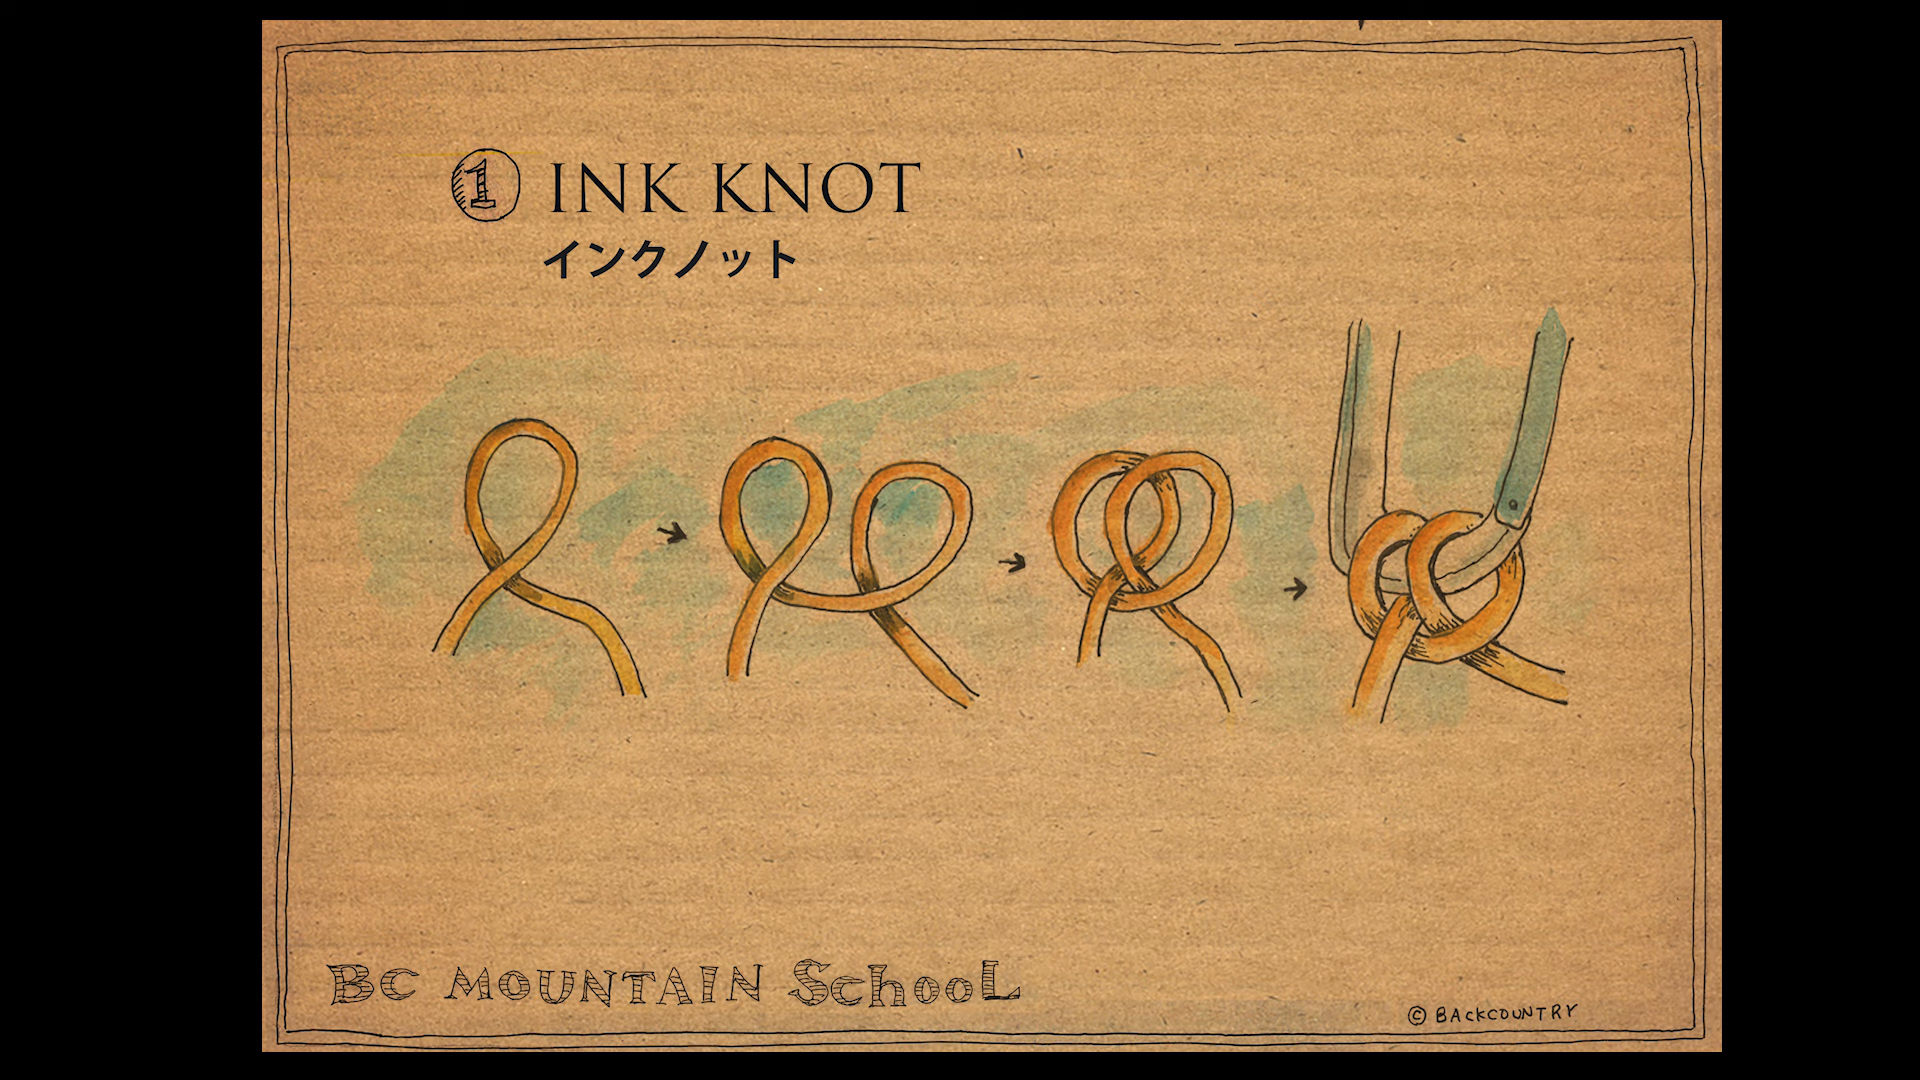 ① INK KNOT
インクノット
BC MOUNTAIN SchooL
© BACKCOUNTRY